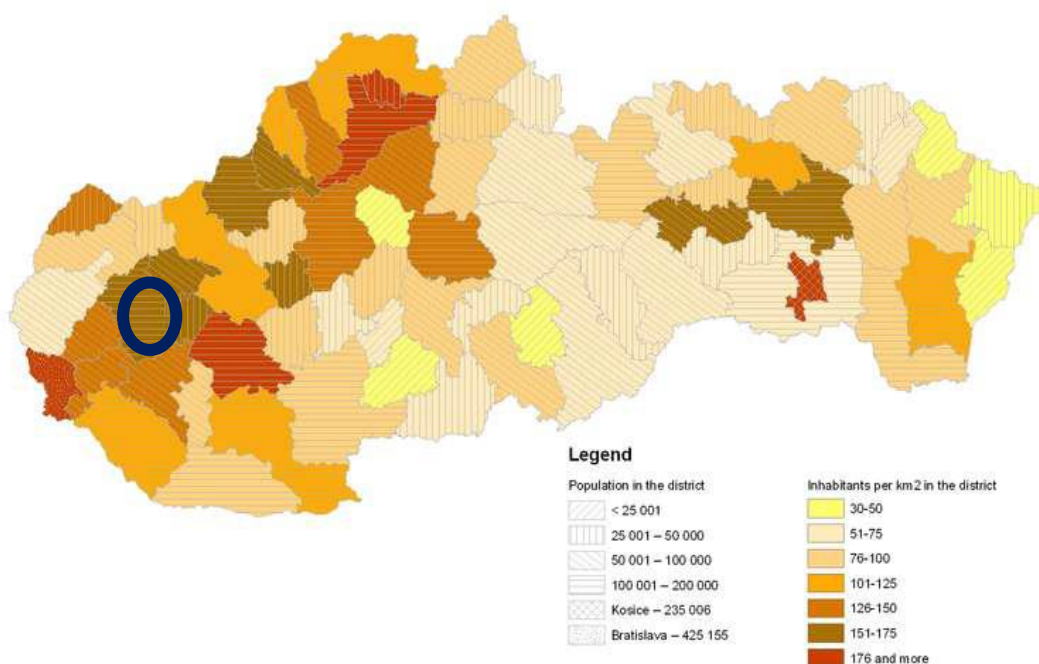 Legend
Population in the district
< 25 001
25 001 – 50 000
50 001 – 100 000
100 001 – 200 000
Kosice – 235 006
Bratislava – 425 155
Inhabitants per km2 in the district
30-50
51-75
76-100
101-125
126-150
151-175
176 and more